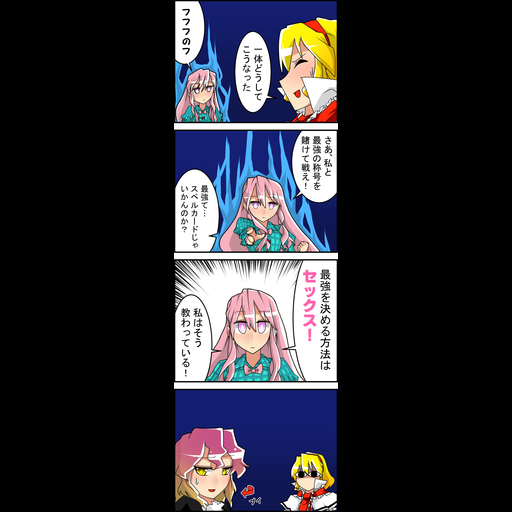 フフフのフ
一体どうして
こうなった
さあ、私と
最強の称号を
賭けて戦え!
最強て…
スペルカードじゃ
いかんのか?
最強を決める方法は
セックス!
私はそう
教わっている!
プイ